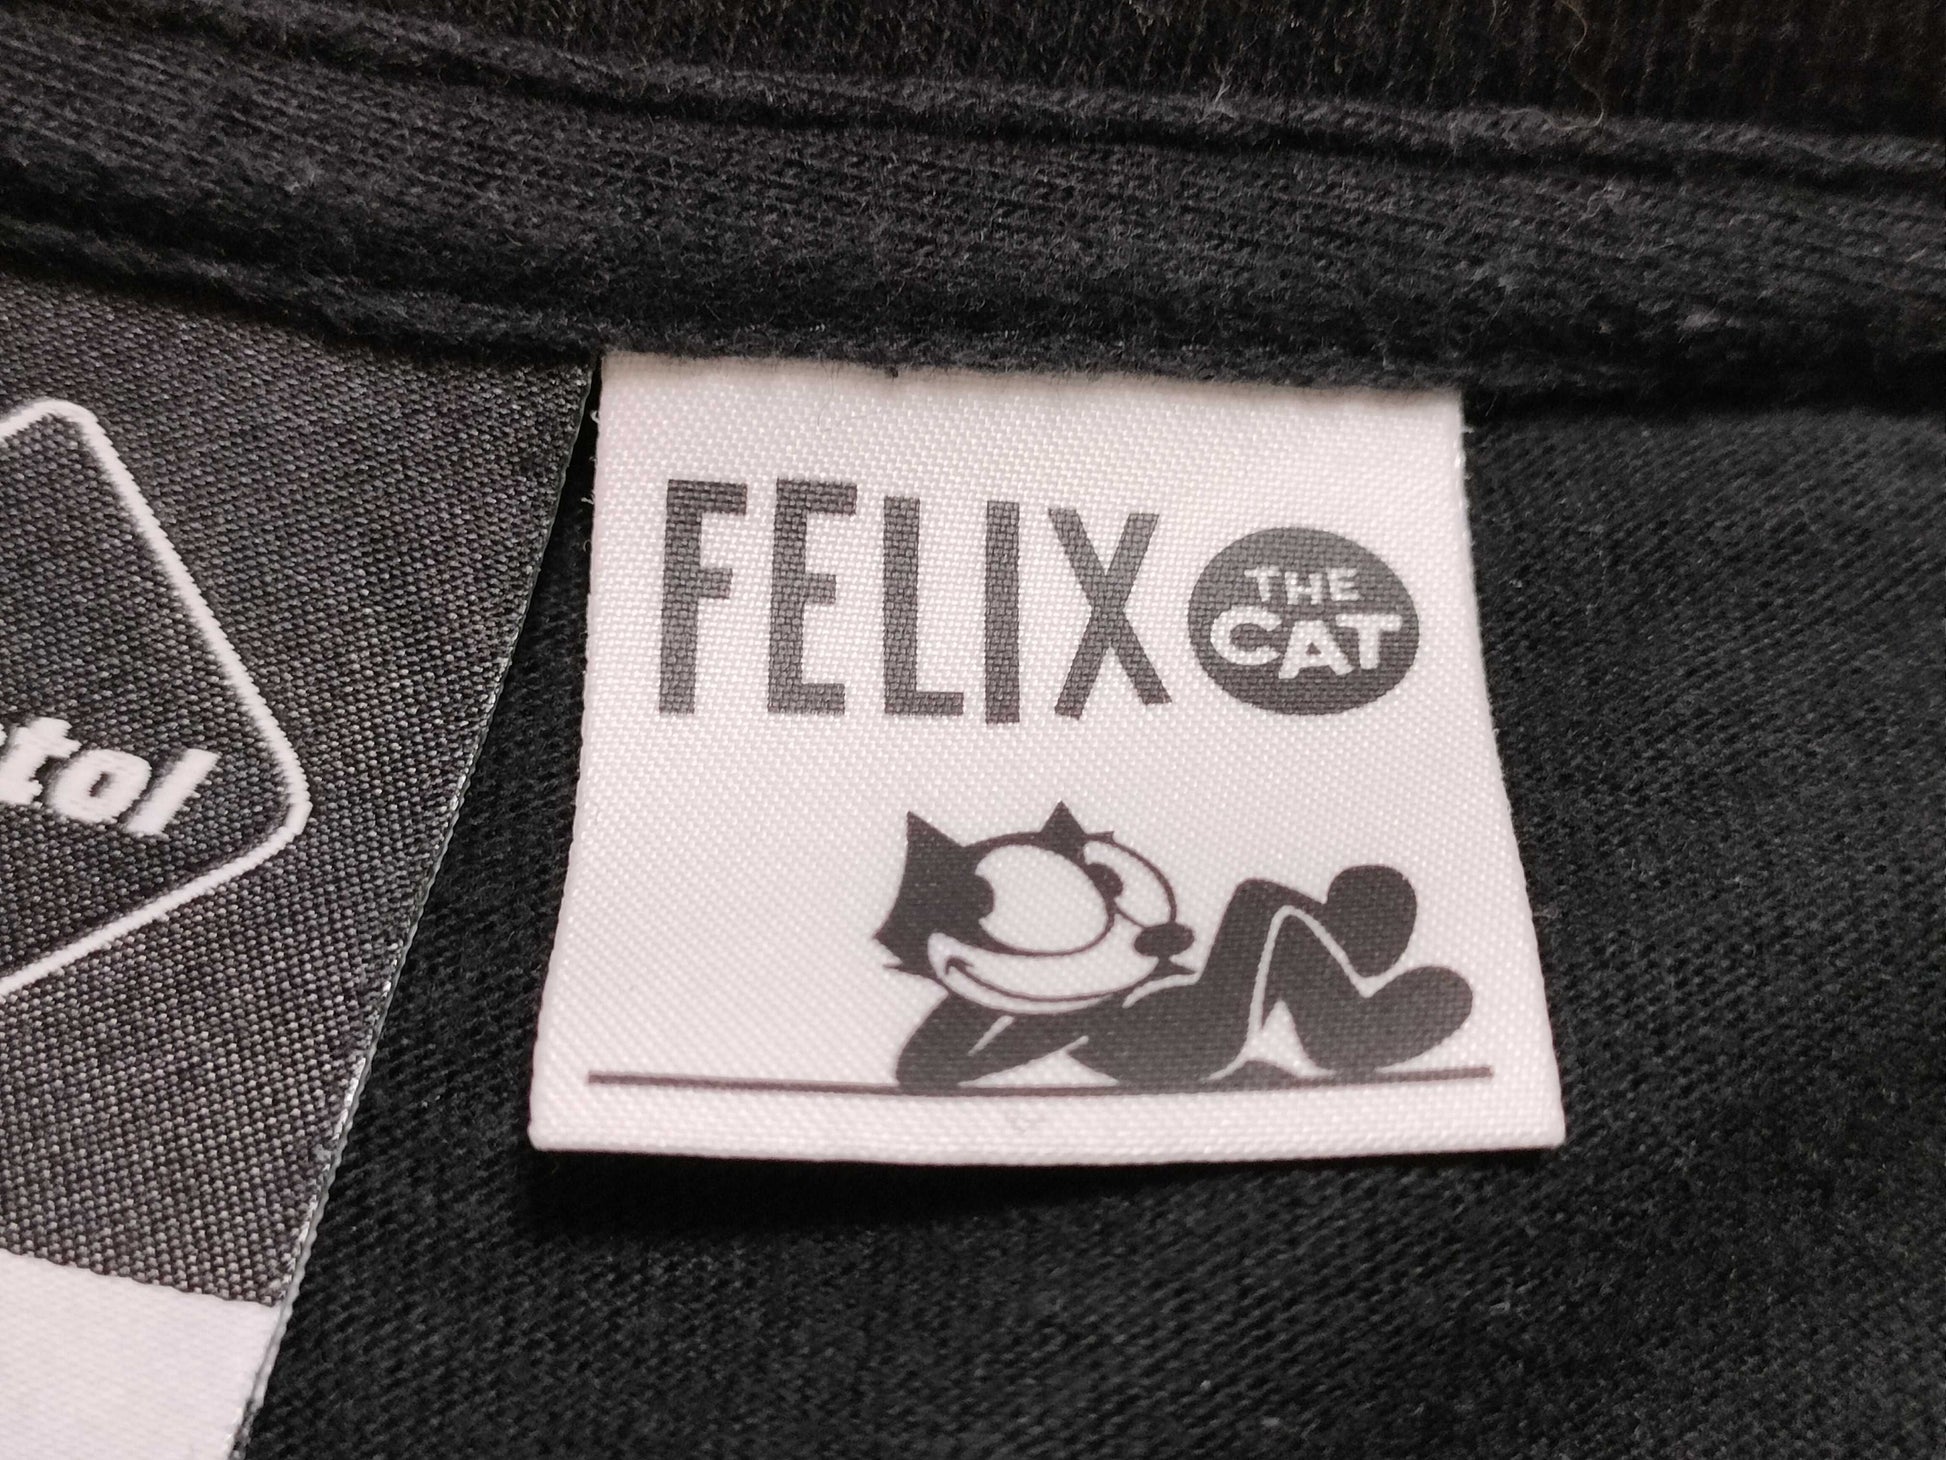 FELIX
THE
CAT